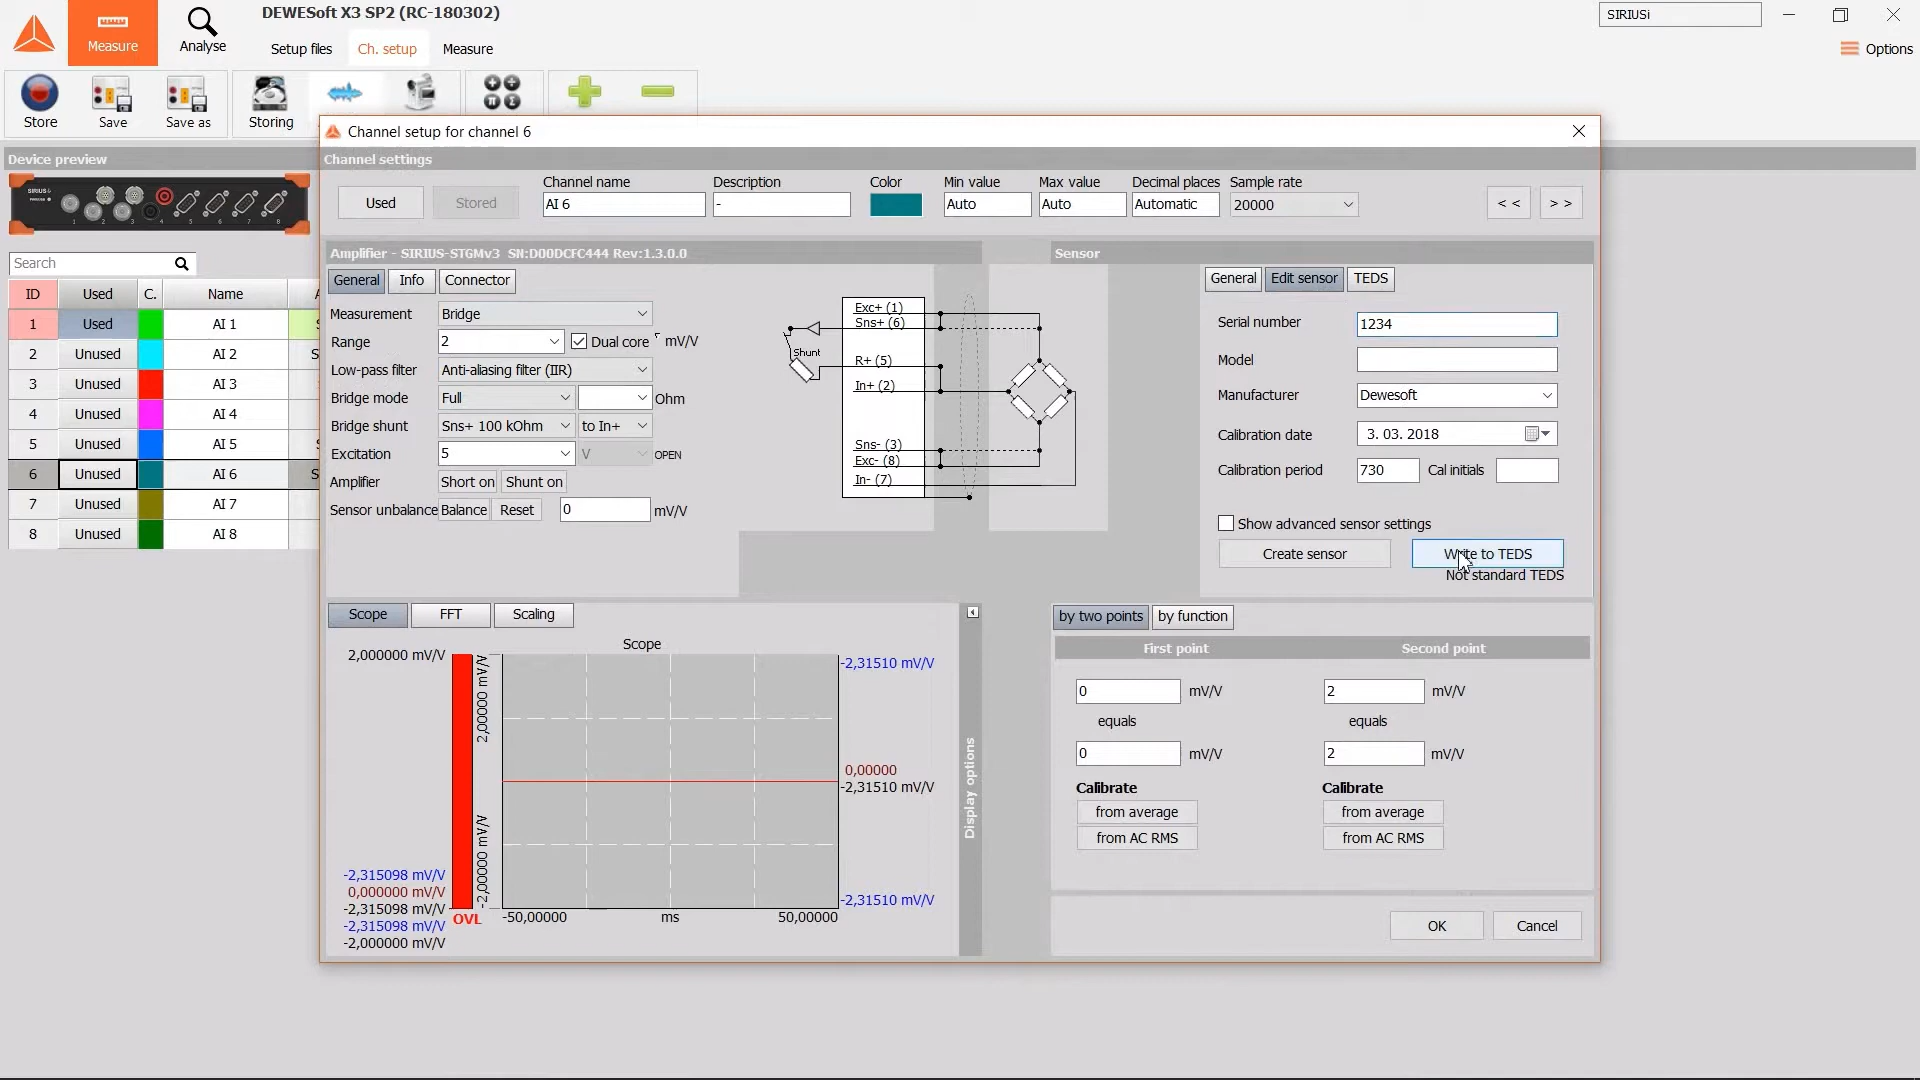 DEWESoft X3 SP2 (RC-180302)
SIRIUSi
Measure
Analyse
Setup files
Ch. setup
Measure
Options
Store
Save
Save as
Storing
Channel setup for channel 6
Device preview
Channel settings
Used
Stored
Channel name
AI 6
Description
-
Color
Min value
Auto
Max value
Auto
Decimal places
Automatic
Sample rate
20000
< <
> >
Search
ID Used C. Name
1 Used AI 1
2 Unused AI 2
3 Unused AI 3
4 Unused AI 4
5 Unused AI 5
6 Unused AI 6
7 Unused AI 7
8 Unused AI 8
Amplifier - SIRIUS-STGMv3 SN:D00DCFC444 Rev:1.3.0.0
General Info Connector
Measurement Bridge
Range 2 Dual core mV/V
Low-pass filter Anti-aliasing filter (IIR)
Bridge mode Full Ohm
Bridge shunt Sns+ 100 kOhm to In+
Excitation 5 V OPEN
Amplifier Short on Shunt on
Sensor unbalance Balance Reset 0 mV/V
Exc+ (1)
Sns+ (6)
Shunt
R+ (5)
In+ (2)
Sns- (3)
Exc- (8)
In- (7)
Sensor
General Edit sensor TEDS
Serial number 1234
Model
Manufacturer Dewesoft
Calibration date 3. 03. 2018
Calibration period 730 Cal initials
Show advanced sensor settings
Create sensor Write to TEDS
Not standard TEDS
Scope FFT Scaling
Scope
2,000000 mV/V
2,00000 mV/V
-2,00000 mV/V
-2,31510 mV/V
0,00000
-2,31510 mV/V
-2,31510 mV/V
-2,315098 mV/V
0,000000 mV/V
-2,315098 mV/V
-2,315098 mV/V
-2,000000 mV/V
OVL
-50,00000 ms 50,00000
Display options
by two points by function
First point Second point
0 mV/V 2 mV/V
equals equals
0 mV/V 2 mV/V
Calibrate Calibrate
from average from average
from AC RMS from AC RMS
OK Cancel